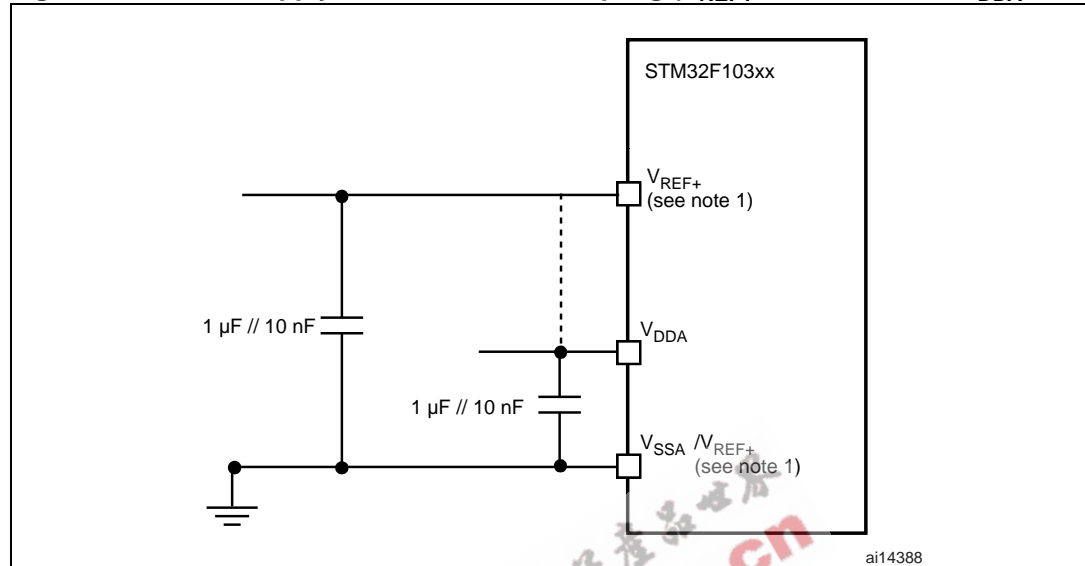 STM32F103xx
VREF+
(see note 1)
1 µF // 10 nF
VDDA
1 µF // 10 nF
VSSA /VREF+
(see note 1)
ai14388
cn